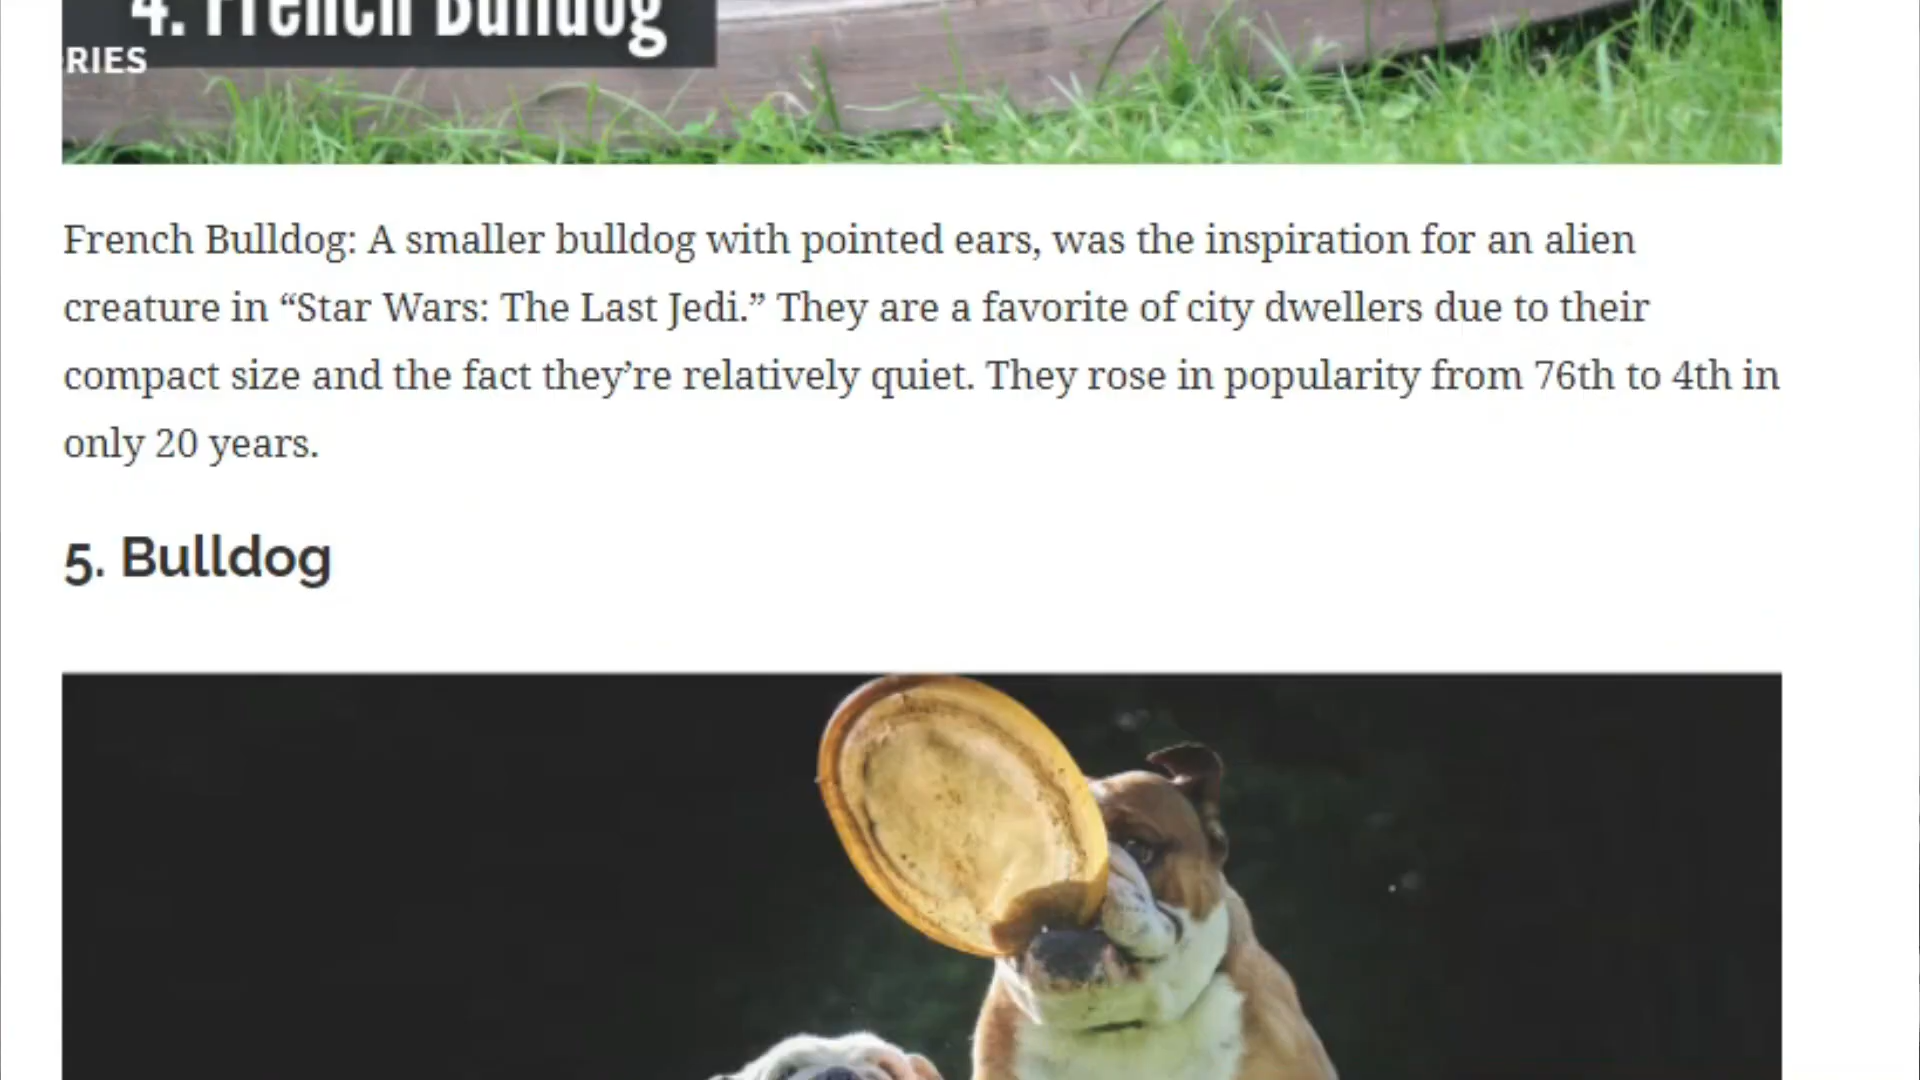 4. French Bulldog
RIES
French Bulldog: A smaller bulldog with pointed ears, was the inspiration for an alien
creature in “Star Wars: The Last Jedi.” They are a favorite of city dwellers due to their
compact size and the fact they’re relatively quiet. They rose in popularity from 76th to 4th in
only 20 years.
5. Bulldog